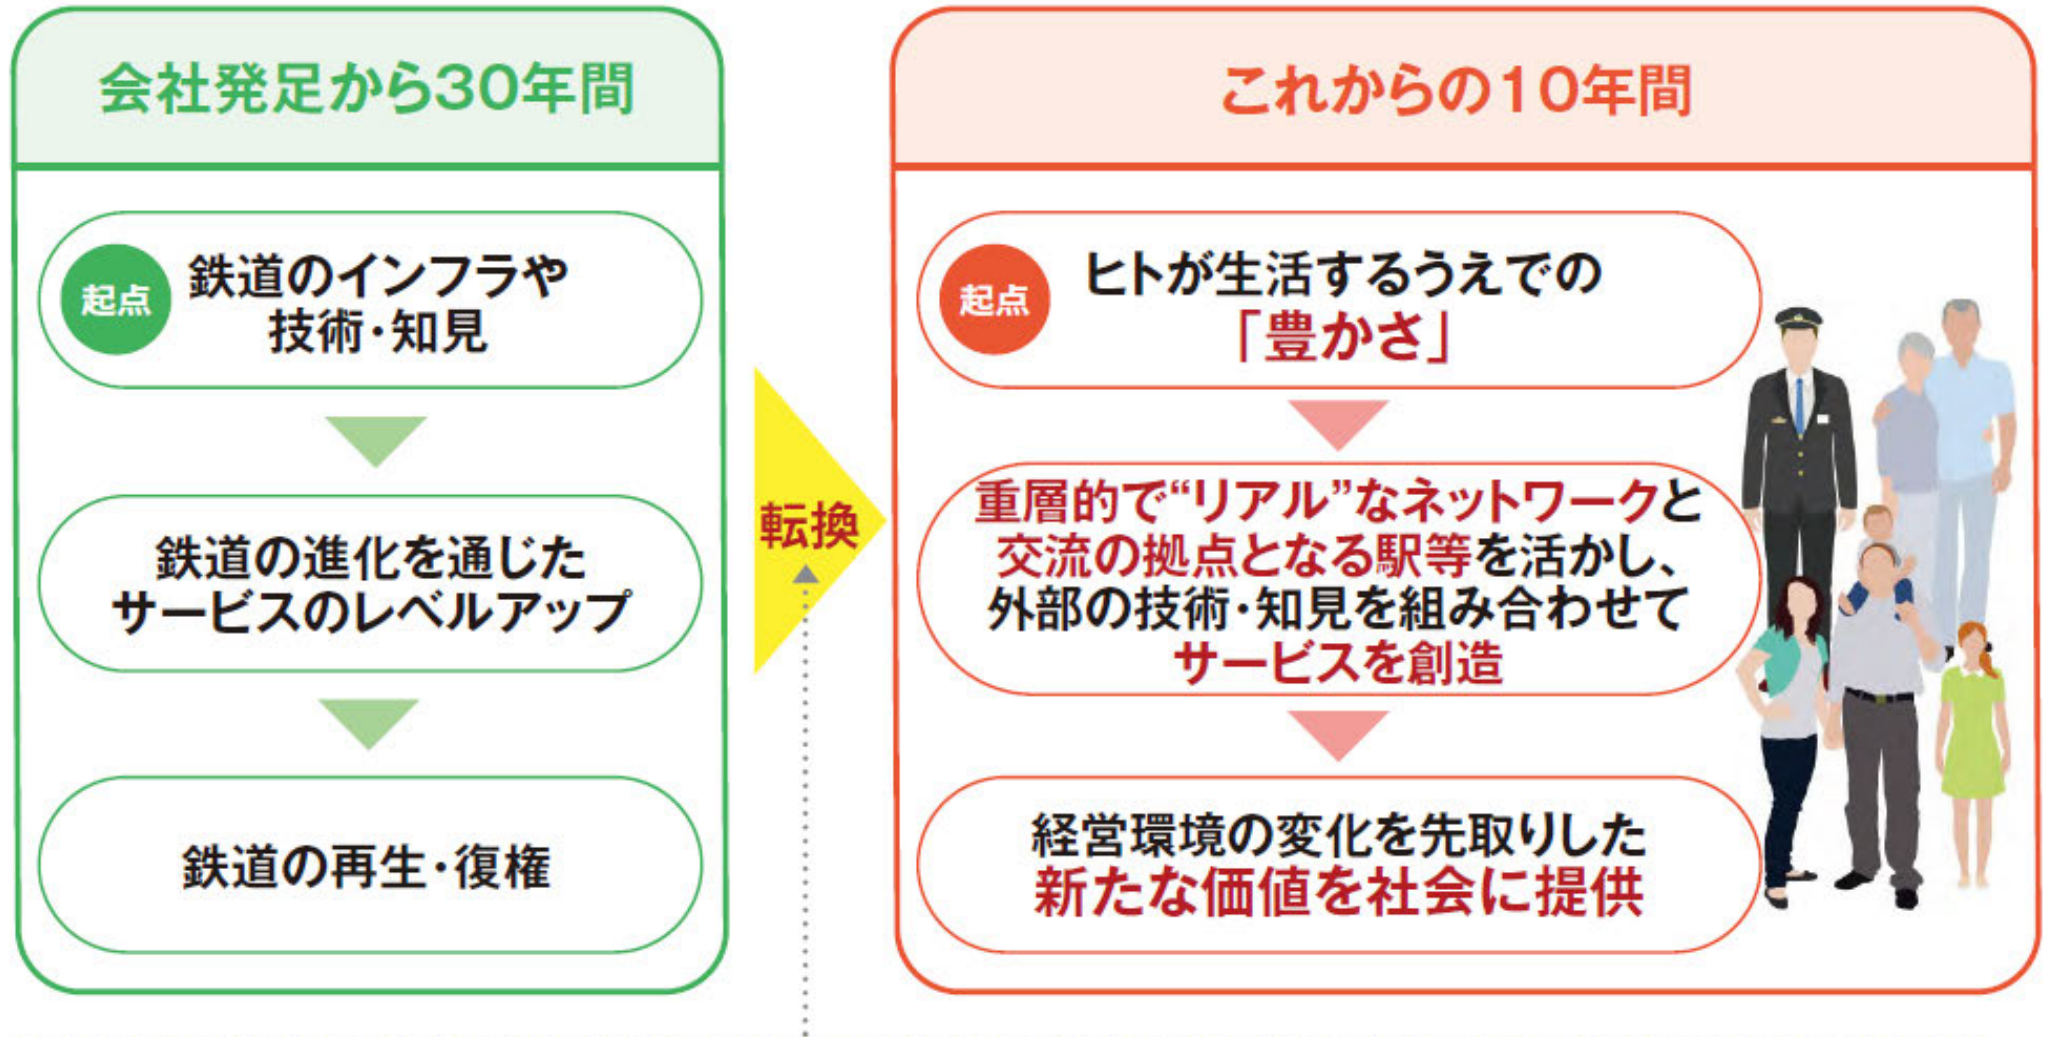 会社発足から30年間
起点
鉄道のインフラや
技術・知見
鉄道の進化を通じた
サービスのレベルアップ
鉄道の再生・復権
転換
これからの10年間
起点
ヒトが生活するうえでの
「豊かさ」
重層的で“リアル”なネットワークと
交流の拠点となる駅等を活かし、
外部の技術・知見を組み合わせて
サービスを創造
経営環境の変化を先取りした
新たな価値を社会に提供